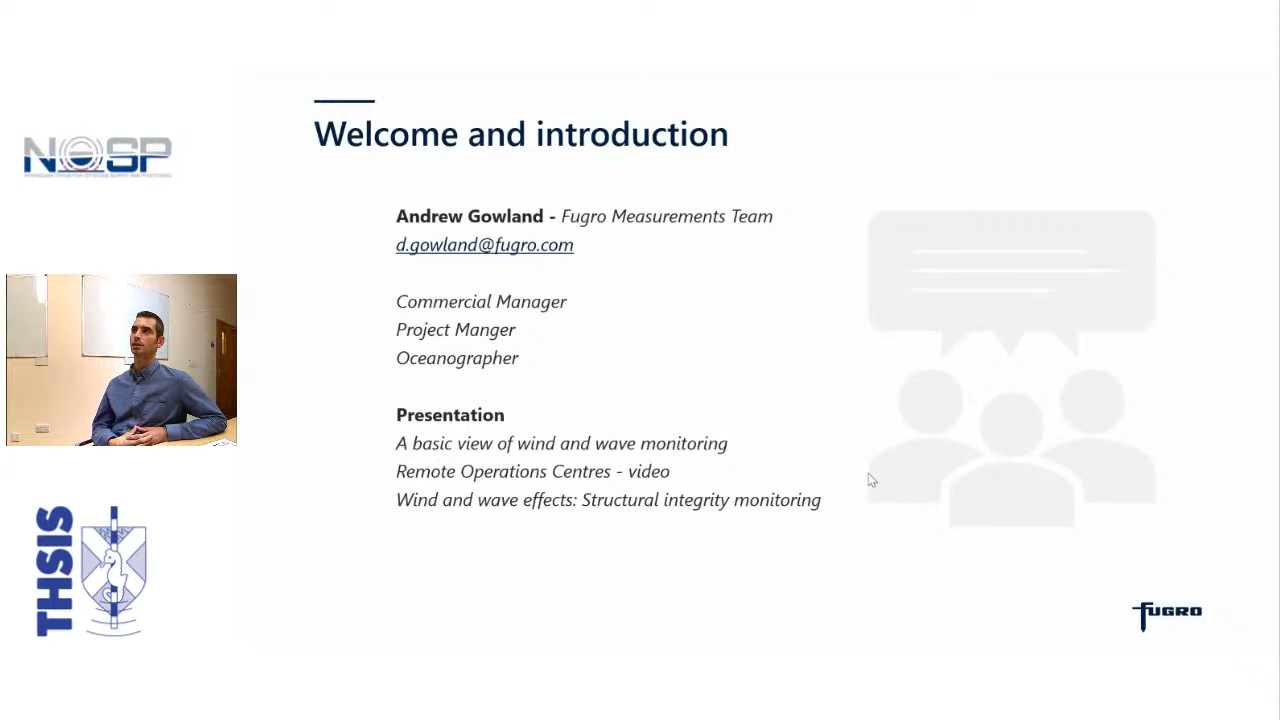 Welcome and introduction
NOSP
Andrew Gowland - Fugro Measurements Team
d.gowland@fugro.com
Commercial Manager
Project Manger
Oceanographer
Presentation
A basic view of wind and wave monitoring
Remote Operations Centres - video
Wind and wave effects: Structural integrity monitoring
THSIS
FUGRO